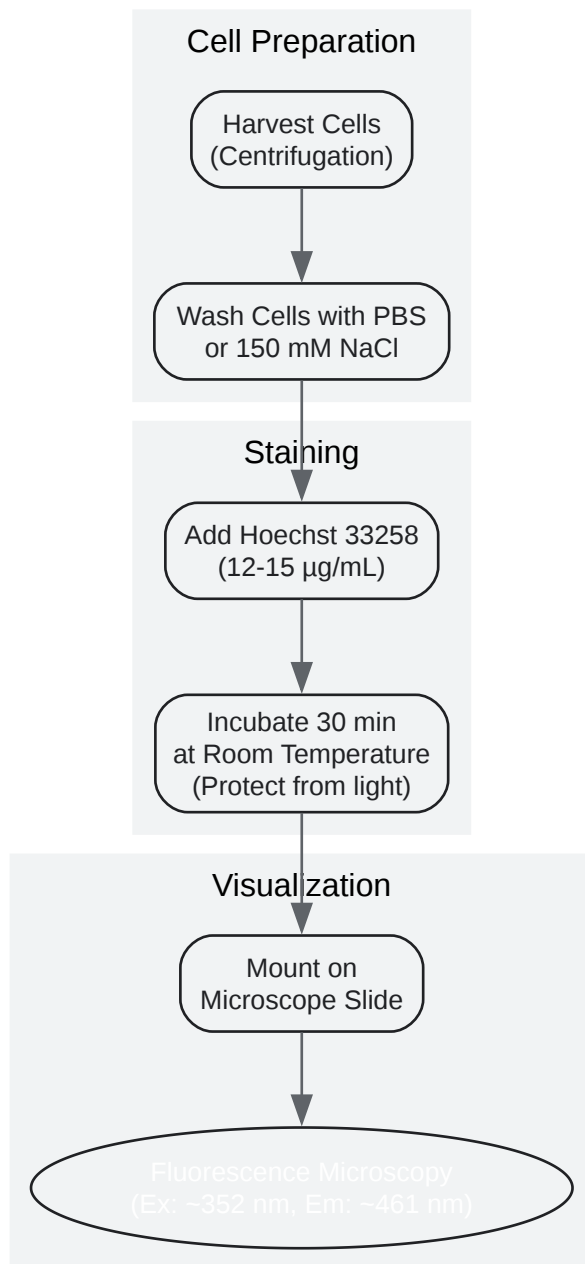 Cell Preparation
Harvest Cells
(Centrifugation)
Wash Cells with PBS
or 150 mM NaCl
Staining
Add Hoechst 33258
(12-15 µg/mL)
Incubate 30 min
at Room Temperature
(Protect from light)
Visualization
Mount on
Microscope Slide
Fluorescence Microscopy
(Ex: ~352 nm, Em: ~461 nm)